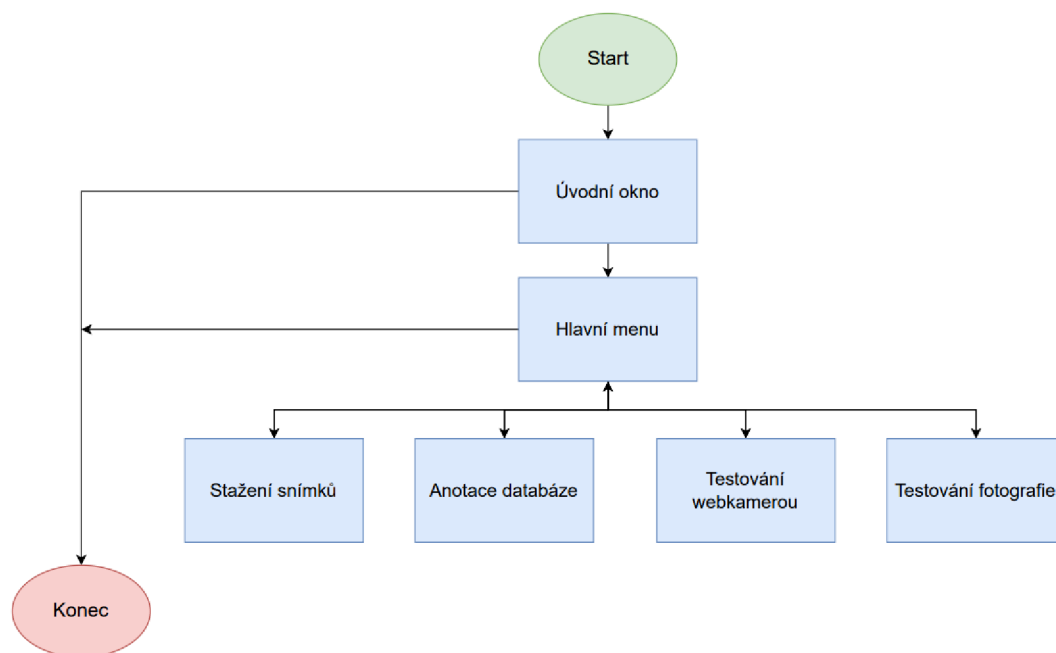 Start
Úvodní okno
Hlavní menu
Stažení snímků
Anotace databáze
Testování
webkamerou
Testování fotografie
Konec